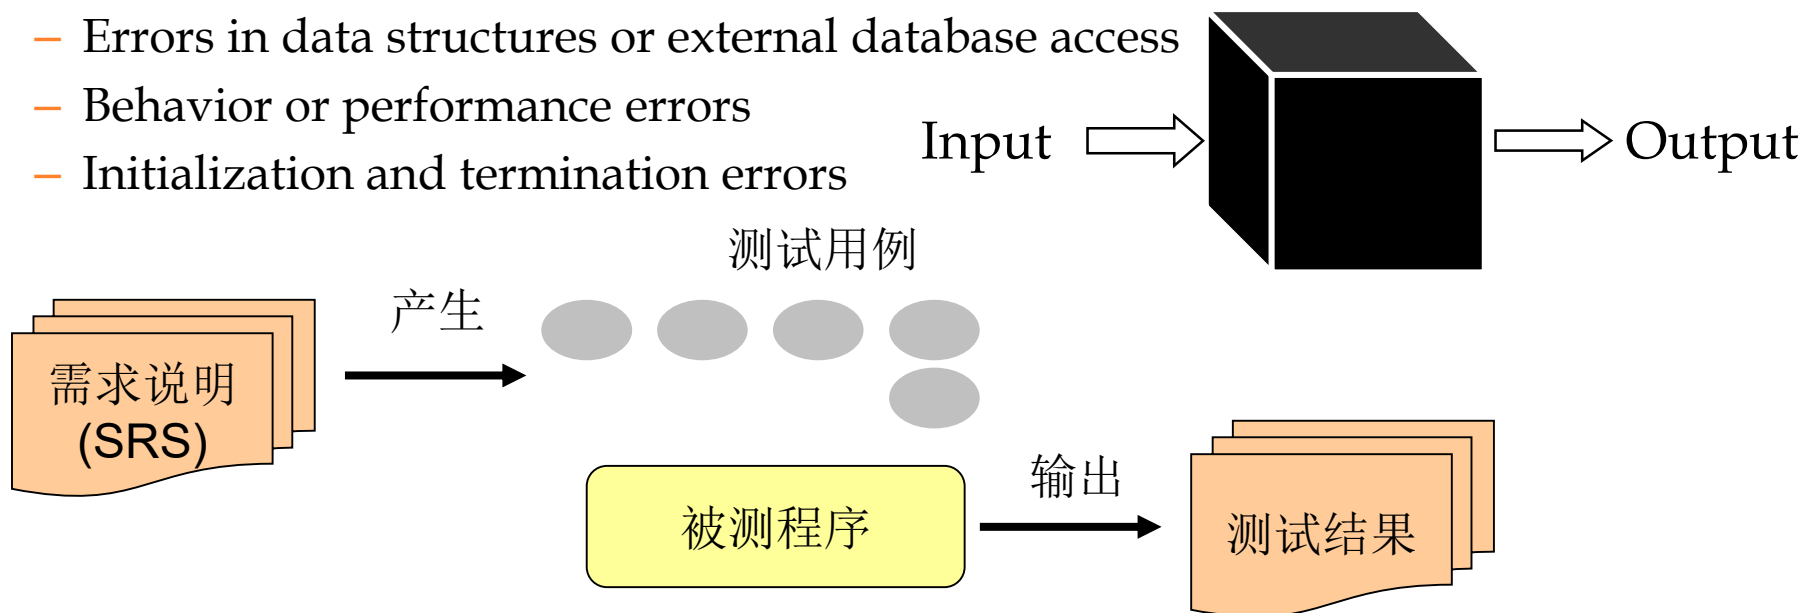 – Errors in data structures or external database access
– Behavior or performance errors
– Initialization and termination errors
Input
Output
测试用例
产生
需求说明
(SRS)
被测程序
输出
测试结果